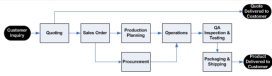 Quote
Delivered to
Customer
Customer
Inquiry
Quoting
Sales Order
Production
Planning
Operations
QA
Inspection &
Testing
Procurement
Packaging &
Shipping
Product
Delivered to
Customer